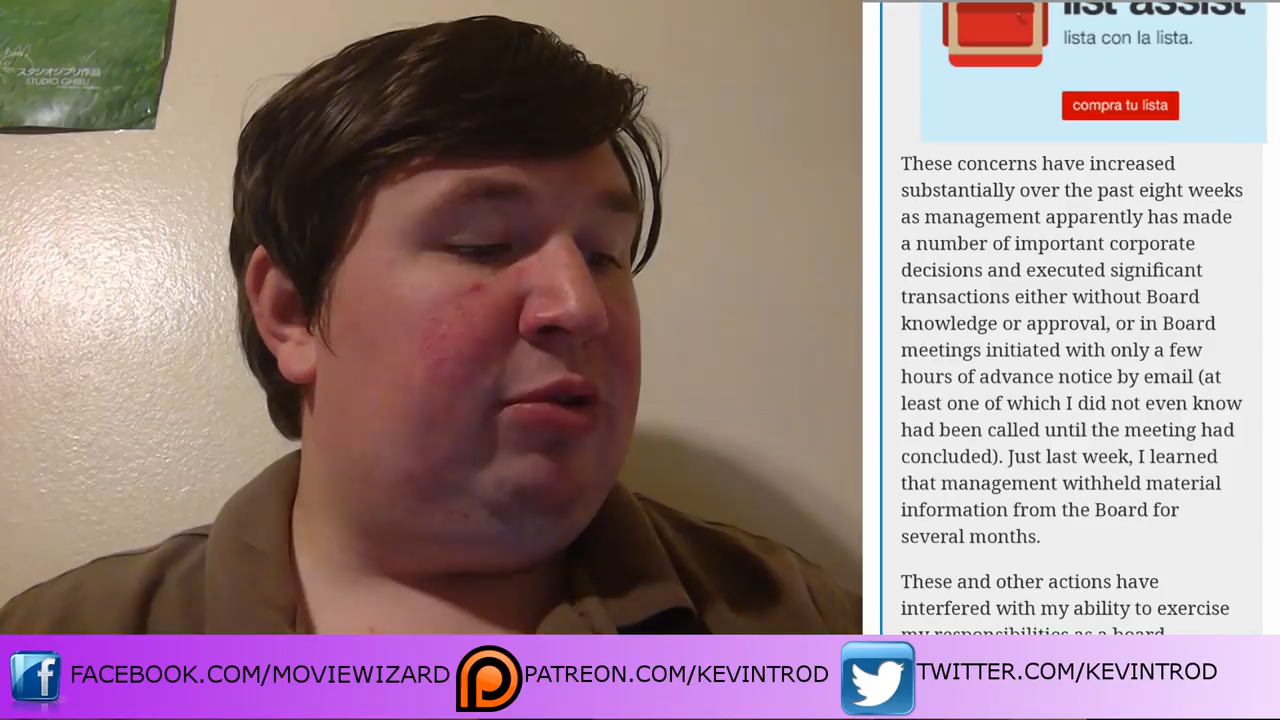 スタジオジブリ作品
STUDIO GHIBLI
list assist
lista con la lista.
compra tu lista
These concerns have increased
substantially over the past eight weeks
as management apparently has made
a number of important corporate
decisions and executed significant
transactions either without Board
knowledge or approval, or in Board
meetings initiated with only a few
hours of advance notice by email (at
least one of which I did not even know
had been called until the meeting had
concluded). Just last week, I learned
that management withheld material
information from the Board for
several months.
These and other actions have
interfered with my ability to exercise
my responsibilities as a board
FACEBOOK.COM/MOVIEWIZARD
PATREON.COM/KEVINTROD
TWITTER.COM/KEVINTROD